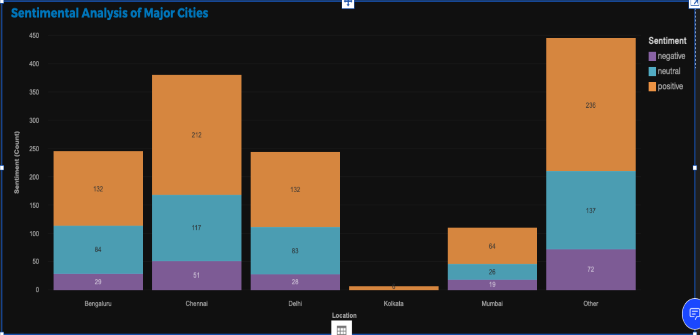 Sentimental Analysis of Major Cities
450
400
350
300
250
200
150
100
50
0
Sentiment (Count)
132
84
29
212
117
51
132
83
28
64
26
19
236
137
72
Bengaluru
Chennai
Delhi
Kolkata
Mumbai
Other
Location
Sentiment
negative
neutral
positive